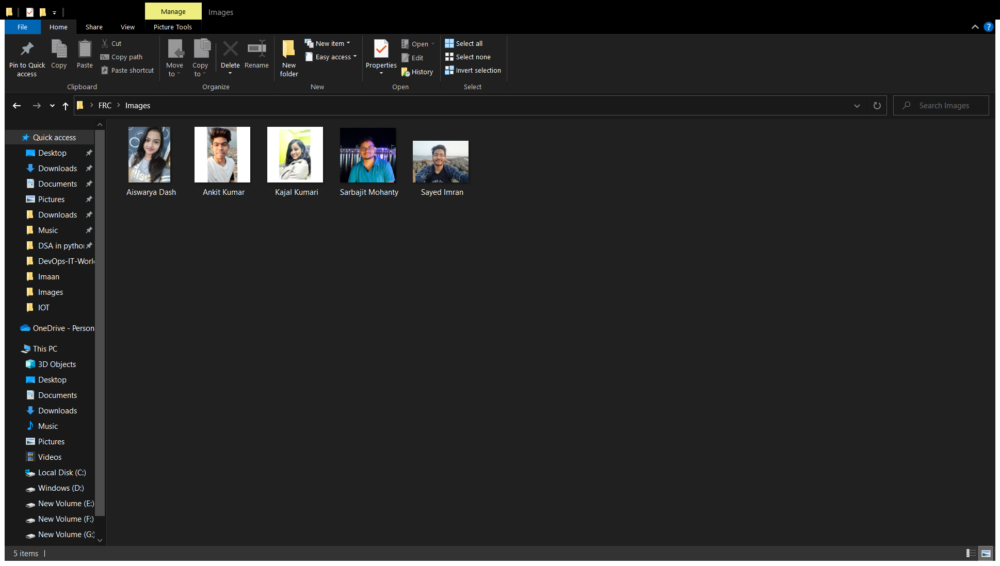 Manage
Images
File
Home
Share
View
Picture Tools
?
Pin to Quick access
Copy
Paste
Cut
Copy path
Paste shortcut
Clipboard
Move to
Copy to
Delete
Rename
Organize
New folder
New item
Easy access
New
Properties
Open
Edit
History
Open
Select all
Select none
Invert selection
Select
FRC > Images
Search Images
Quick access
Desktop
Downloads
Documents
Pictures
Downloads
Music
DSA in pytho
DevOps-IT-Worl
Imaan
Images
IOT
OneDrive - Person
This PC
3D Objects
Desktop
Documents
Downloads
Music
Pictures
Videos
Local Disk (C:)
Windows (D:)
New Volume (E:)
New Volume (F:)
New Volume (G:)
Aiswarya Dash
Ankit Kumar
Kajal Kumari
Sarbajit Mohanty
Sayed Imran
5 items